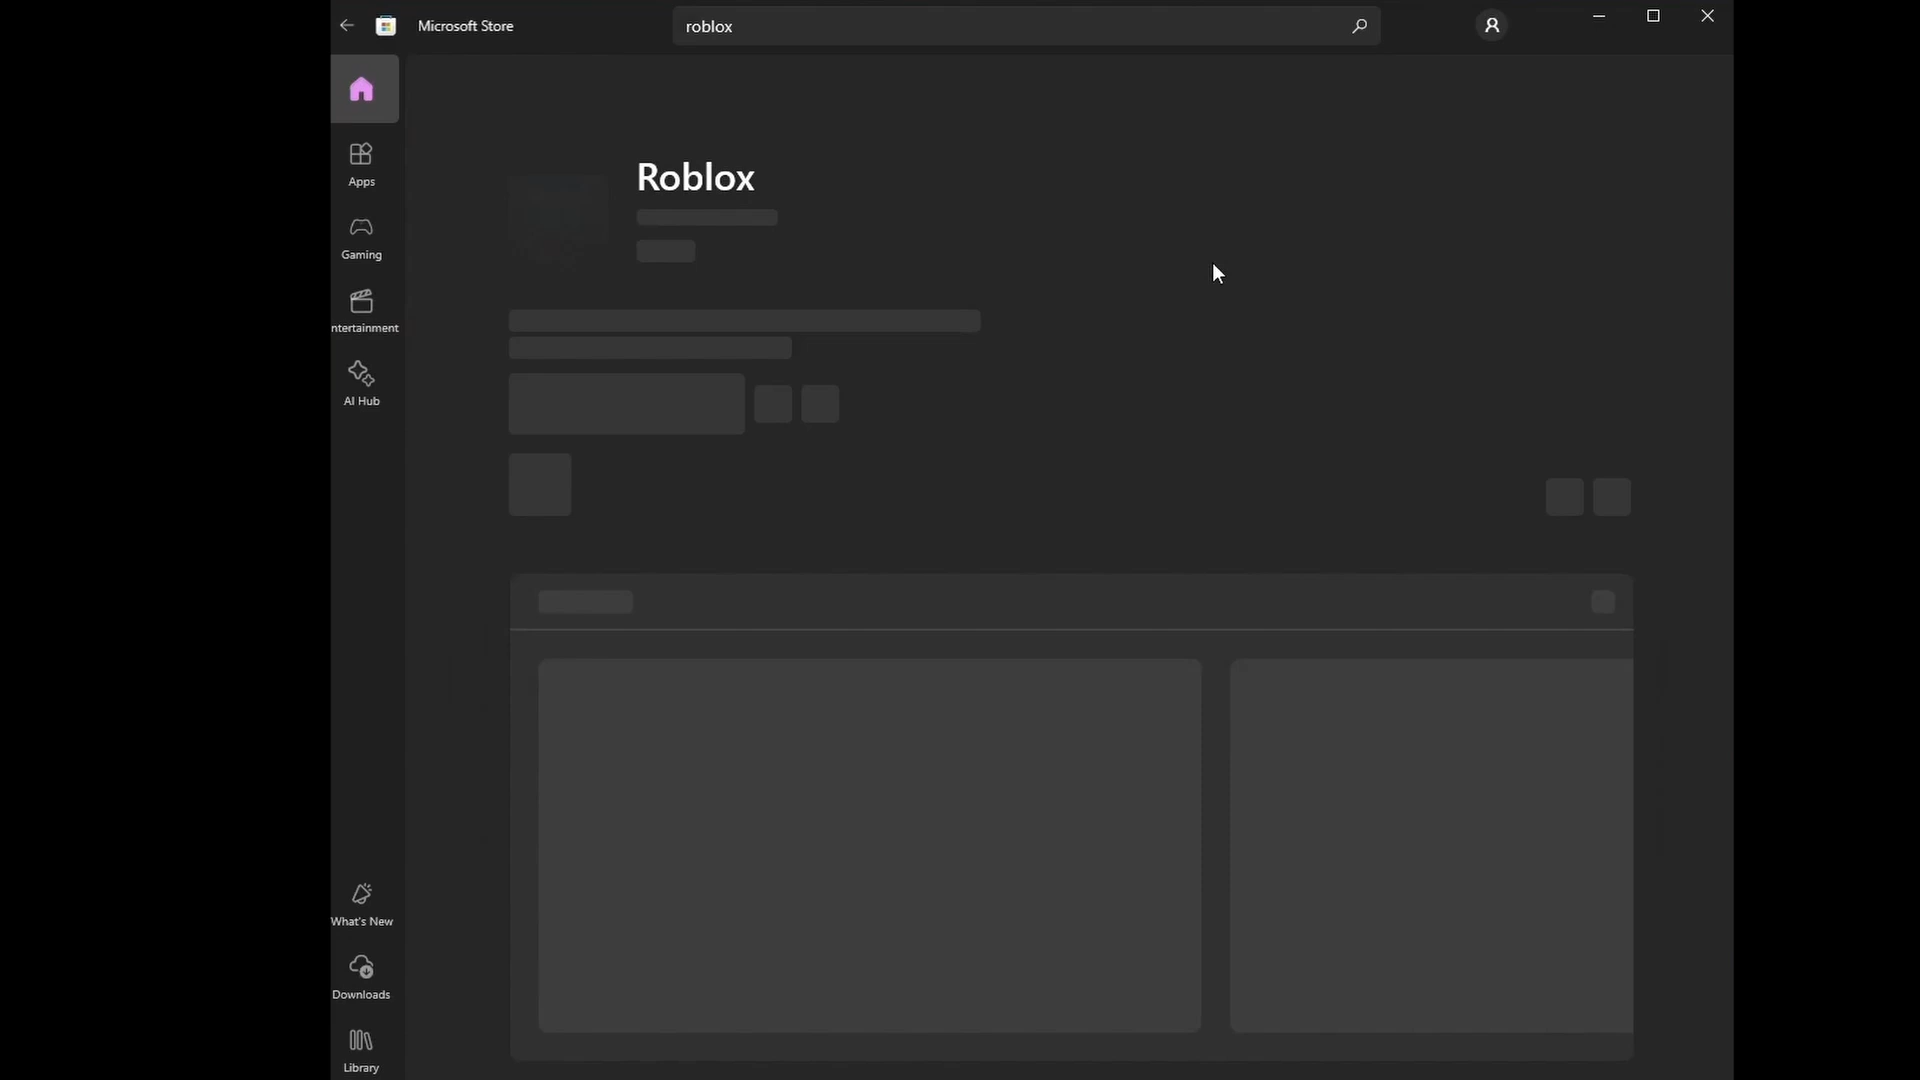 Microsoft Store
roblox
Roblox
Apps
Gaming
ntertainment
AI Hub
What's New
Downloads
Library